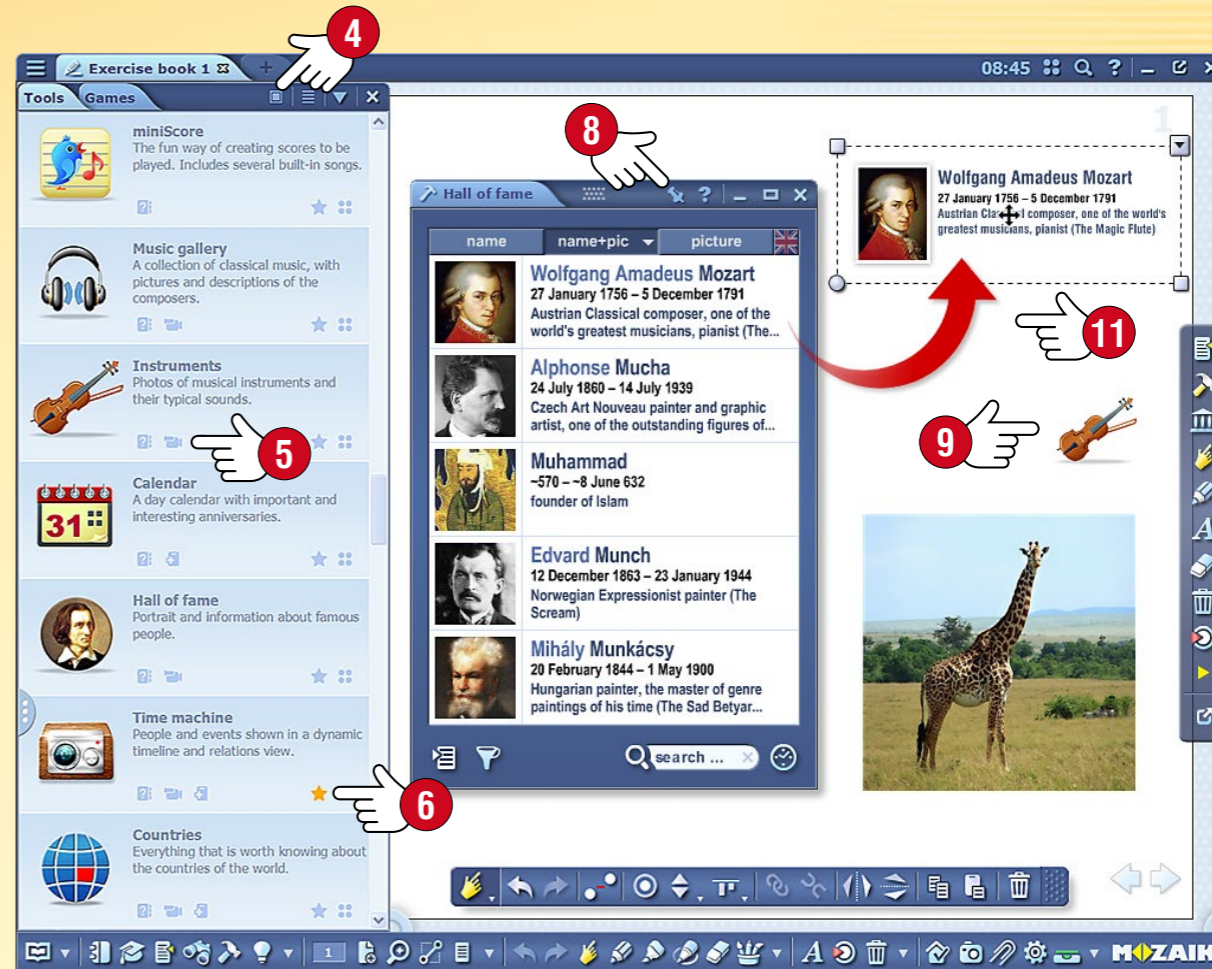 4
Exercise book 1
08:45
Tools Games
miniScore
The fun way of creating scores to be
played. Includes several built-in songs.
Music gallery
A collection of classical music, with
pictures and descriptions of the
composers.
Instruments
Photos of musical instruments and
their typical sounds.
5
Calendar
31
A day calendar with important and
interesting anniversaries.
Hall of fame
Portrait and information about famous
people.
Time machine
People and events shown in a dynamic
timeline and relations view.
6
Countries
Everything that is worth knowing about
the countries of the world.
8
Hall of fame
name name+pic picture
Wolfgang Amadeus Mozart
27 January 1756 – 5 December 1791
Austrian Classical composer, one of the
world's greatest musicians, pianist (The...
Alphonse Mucha
24 July 1860 – 14 July 1939
Czech Art Nouveau painter and graphic
artist, one of the outstanding figures of...
Muhammad
~570 – ~8 June 632
founder of Islam
Edvard Munch
12 December 1863 – 23 January 1944
Norwegian Expressionist painter (The
Scream)
Mihály Munkácsy
20 February 1844 – 1 May 1900
Hungarian painter, the master of genre
paintings of his time (The Sad Betyar...
search ...
1
Wolfgang Amadeus Mozart
27 January 1756 – 5 December 1791
Austrian composer, one of the world's
greatest musicians, pianist (The Magic Flute)
11
9
A
1
A
MOZAIK